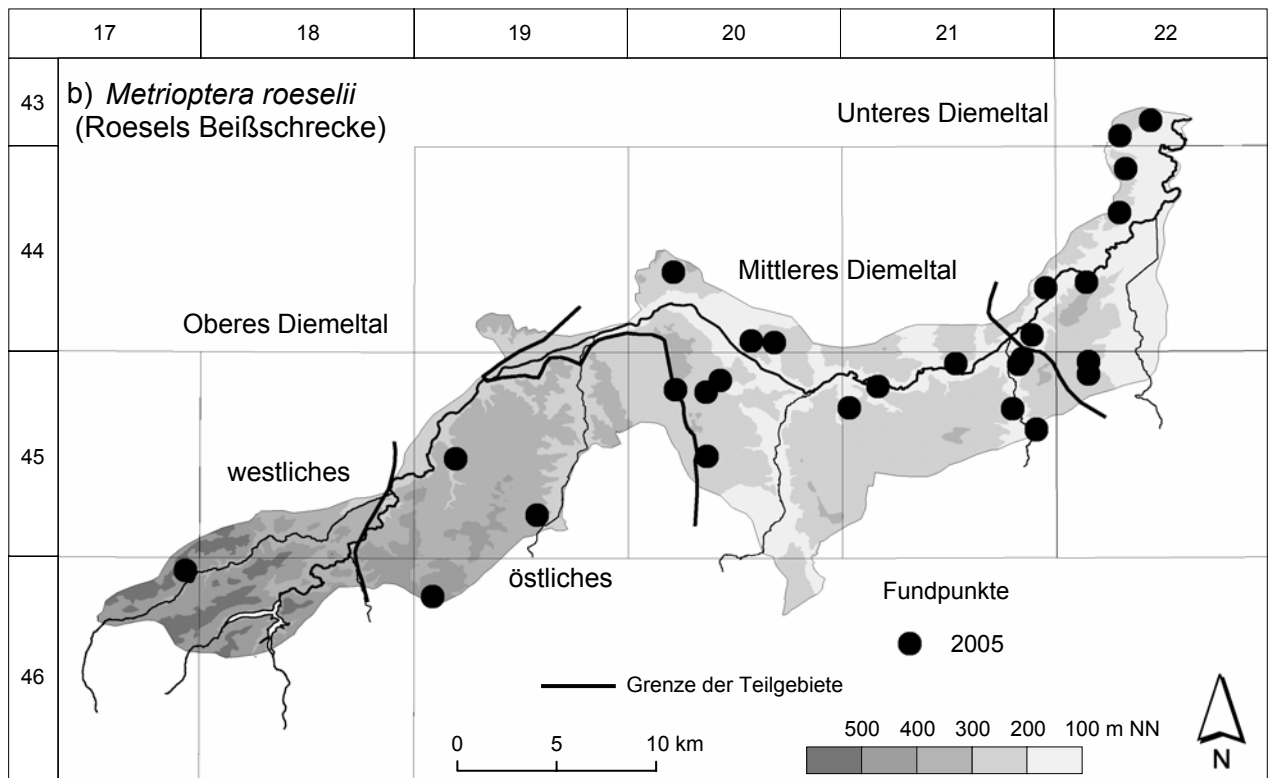 17 18 19 20 21 22
43
44
45
46
b) Metrioptera roeselii
(Roesels Beißschrecke)
Unteres Diemeltal
Mittleres Diemeltal
Oberes Diemeltal
westliches
östliches
Fundpunkte
2005
Grenze der Teilgebiete
0 5 10 km
500 400 300 200 100 m NN
N